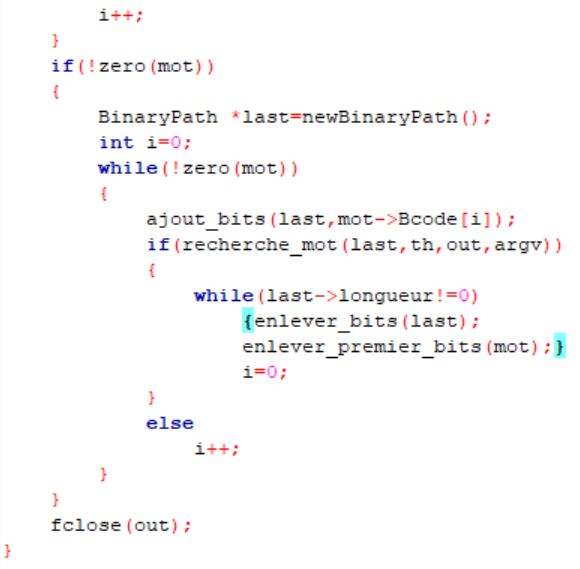 i++;
}
if(!zero(mot))
{
BinaryPath *last=newBinaryPath();
int i=0;
while(!zero(mot))
{
ajout_bits(last,mot->Bcode[i]);
if(recherche_mot(last,th,out,argv))
{
while(last->longueur!=0)
{enlever_bits(last);
enlever_premier_bits(mot);}
i=0;
}
else
i++;
}
}
fclose(out);
}